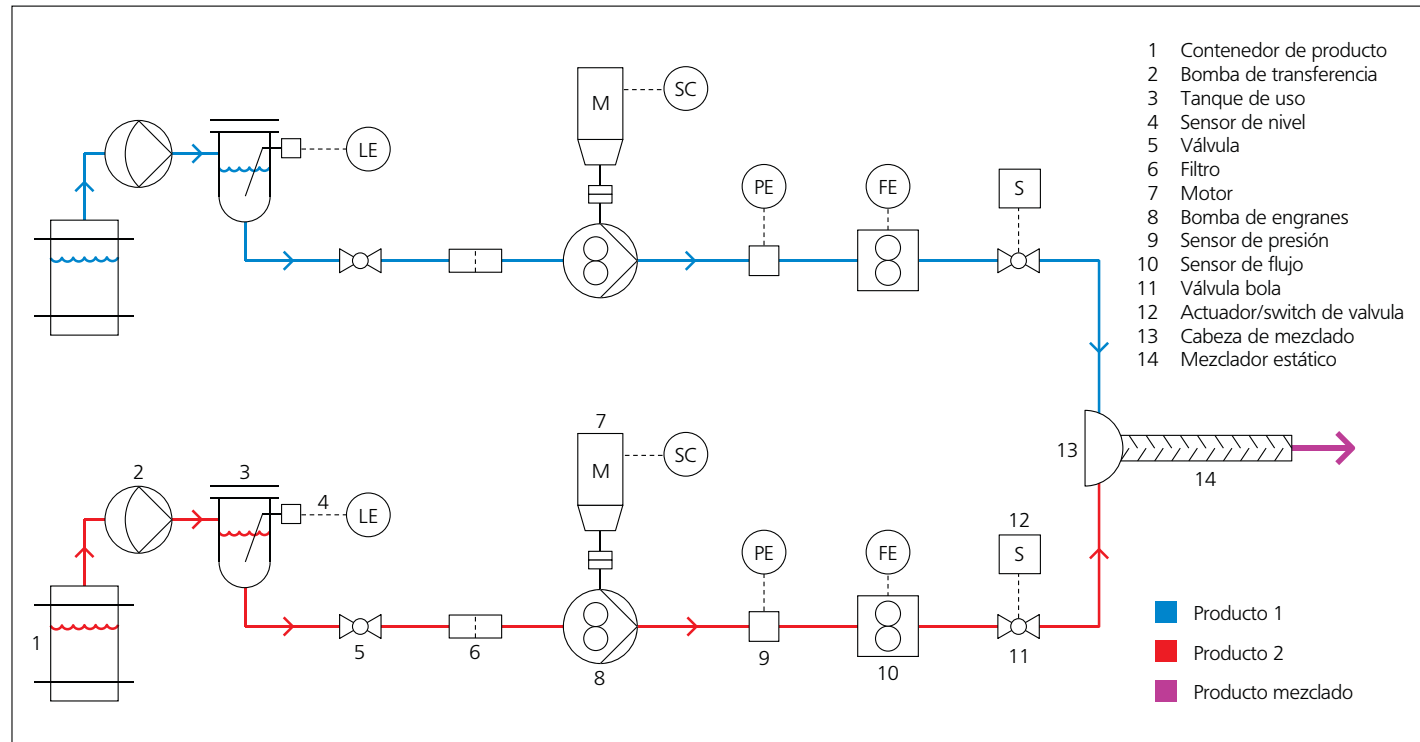 M
SC
LE
PE
FE
S
1 Contenedor de producto
2 Bomba de transferencia
3 Tanque de uso
4 Sensor de nivel
5 Válvula
6 Filtro
7 Motor
8 Bomba de engranes
9 Sensor de presión
10 Sensor de flujo
11 Válvula bola
12 Actuador/switch de valvula
13 Cabeza de mezclado
14 Mezclador estático
7
M
SC
13
14
2
3
4
LE
PE
FE
12
S
1
5
6
8
9
10
11
Producto 1
Producto 2
Producto mezclado